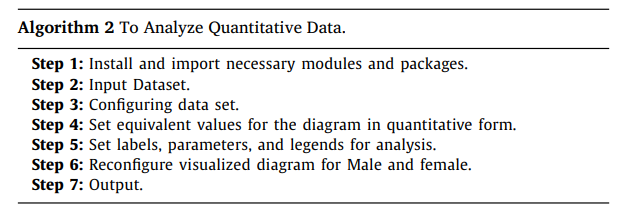 Algorithm 2 To Analyze Quantitative Data.
Step 1: Install and import necessary modules and packages.
Step 2: Input Dataset.
Step 3: Configuring data set.
Step 4: Set equivalent values for the diagram in quantitative form.
Step 5: Set labels, parameters, and legends for analysis.
Step 6: Reconfigure visualized diagram for Male and female.
Step 7: Output.